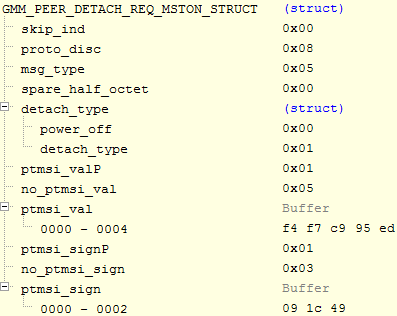 GMM_PEER_DETACH_REQ_MSTON_STRUCT (struct)
skip_ind 0x00
proto_disc 0x08
msg_type 0x05
spare_half_octet 0x00
detach_type (struct)
power_off 0x00
detach_type 0x01
ptmsi_valP 0x01
no_ptmsi_val 0x05
ptmsi_val Buffer
0000 - 0004 f4 f7 c9 95 ed
ptmsi_signP 0x01
no_ptmsi_sign 0x03
ptmsi_sign Buffer
0000 - 0002 09 1c 49